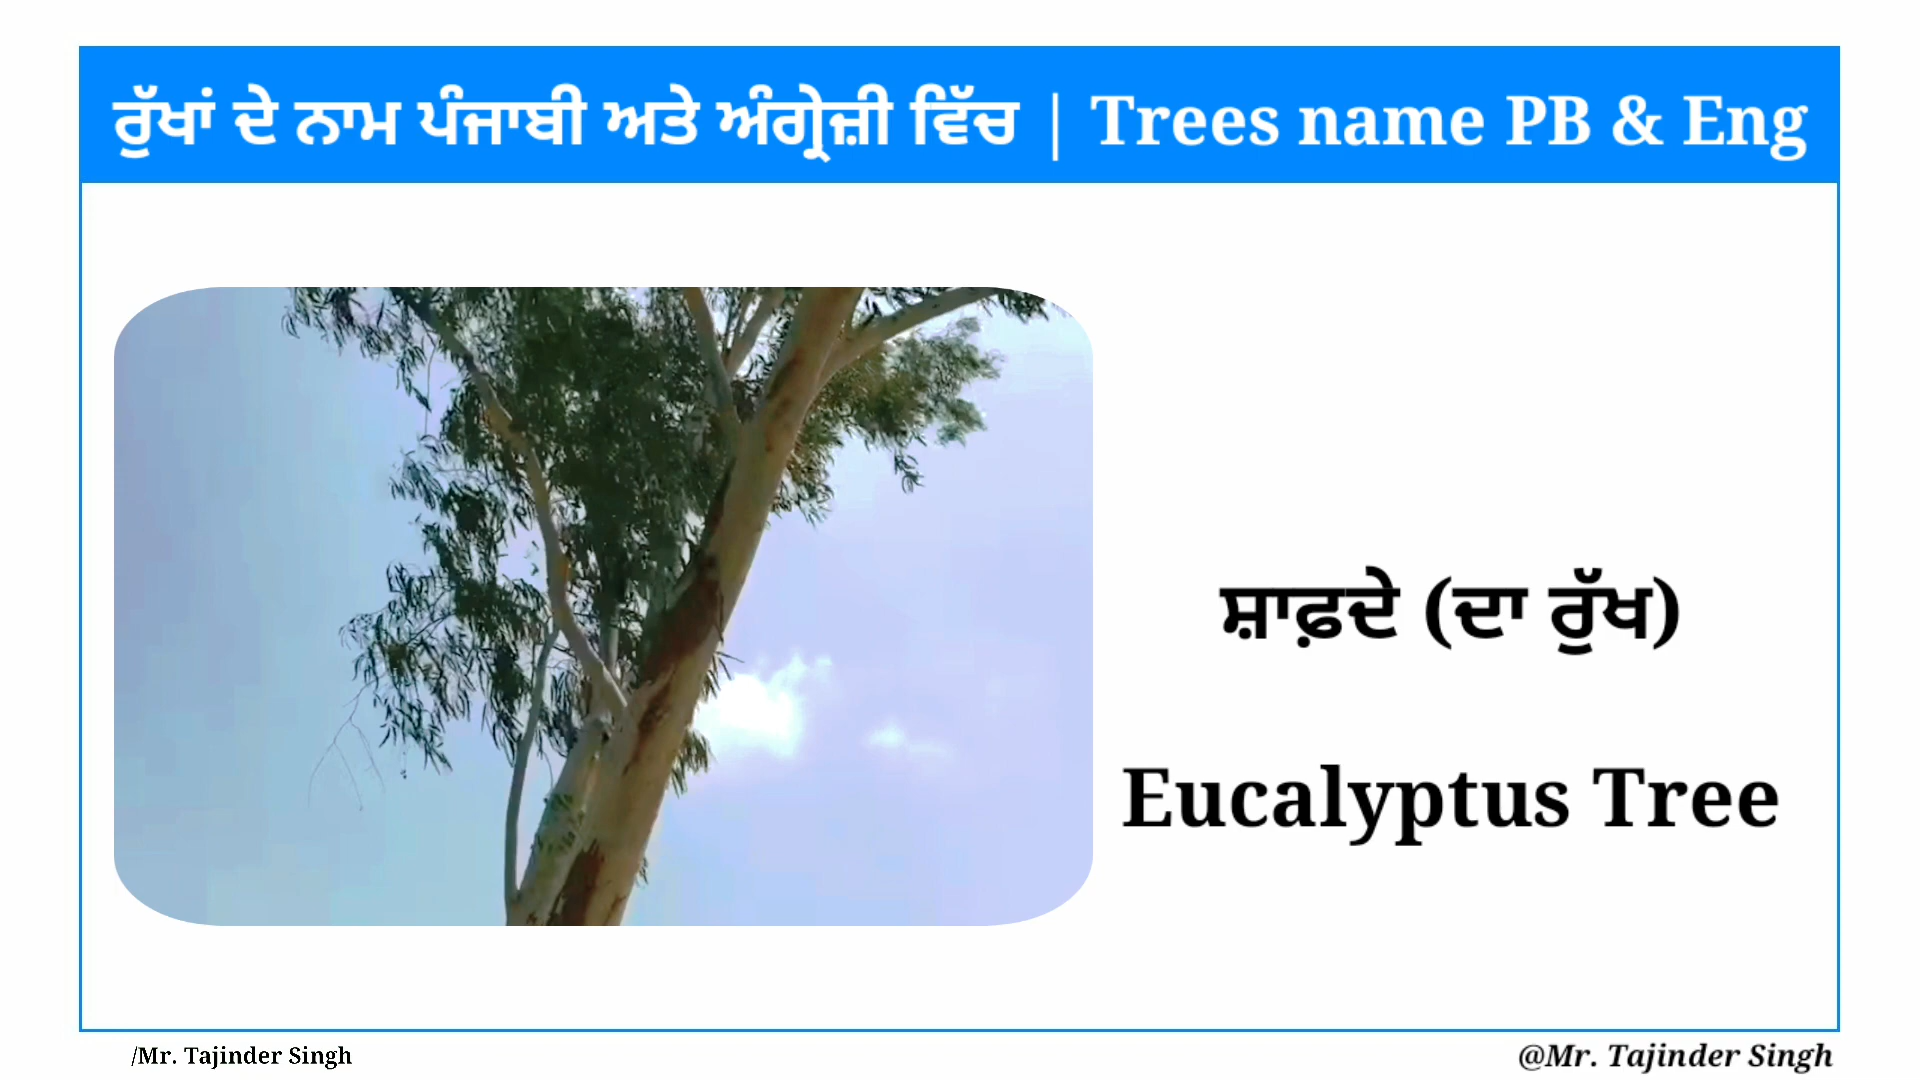 ਰੁੱਖਾਂ ਦੇ ਨਾਮ ਪੰਜਾਬੀ ਅਤੇ ਅੰਗ੍ਰੇਜ਼ੀ ਵਿੱਚ | Trees name PB & Eng
ਸ਼ਾਫ਼ਦੇ (ਦਾ ਰੁੱਖ)
Eucalyptus Tree
/Mr. Tajinder Singh
@Mr. Tajinder Singh